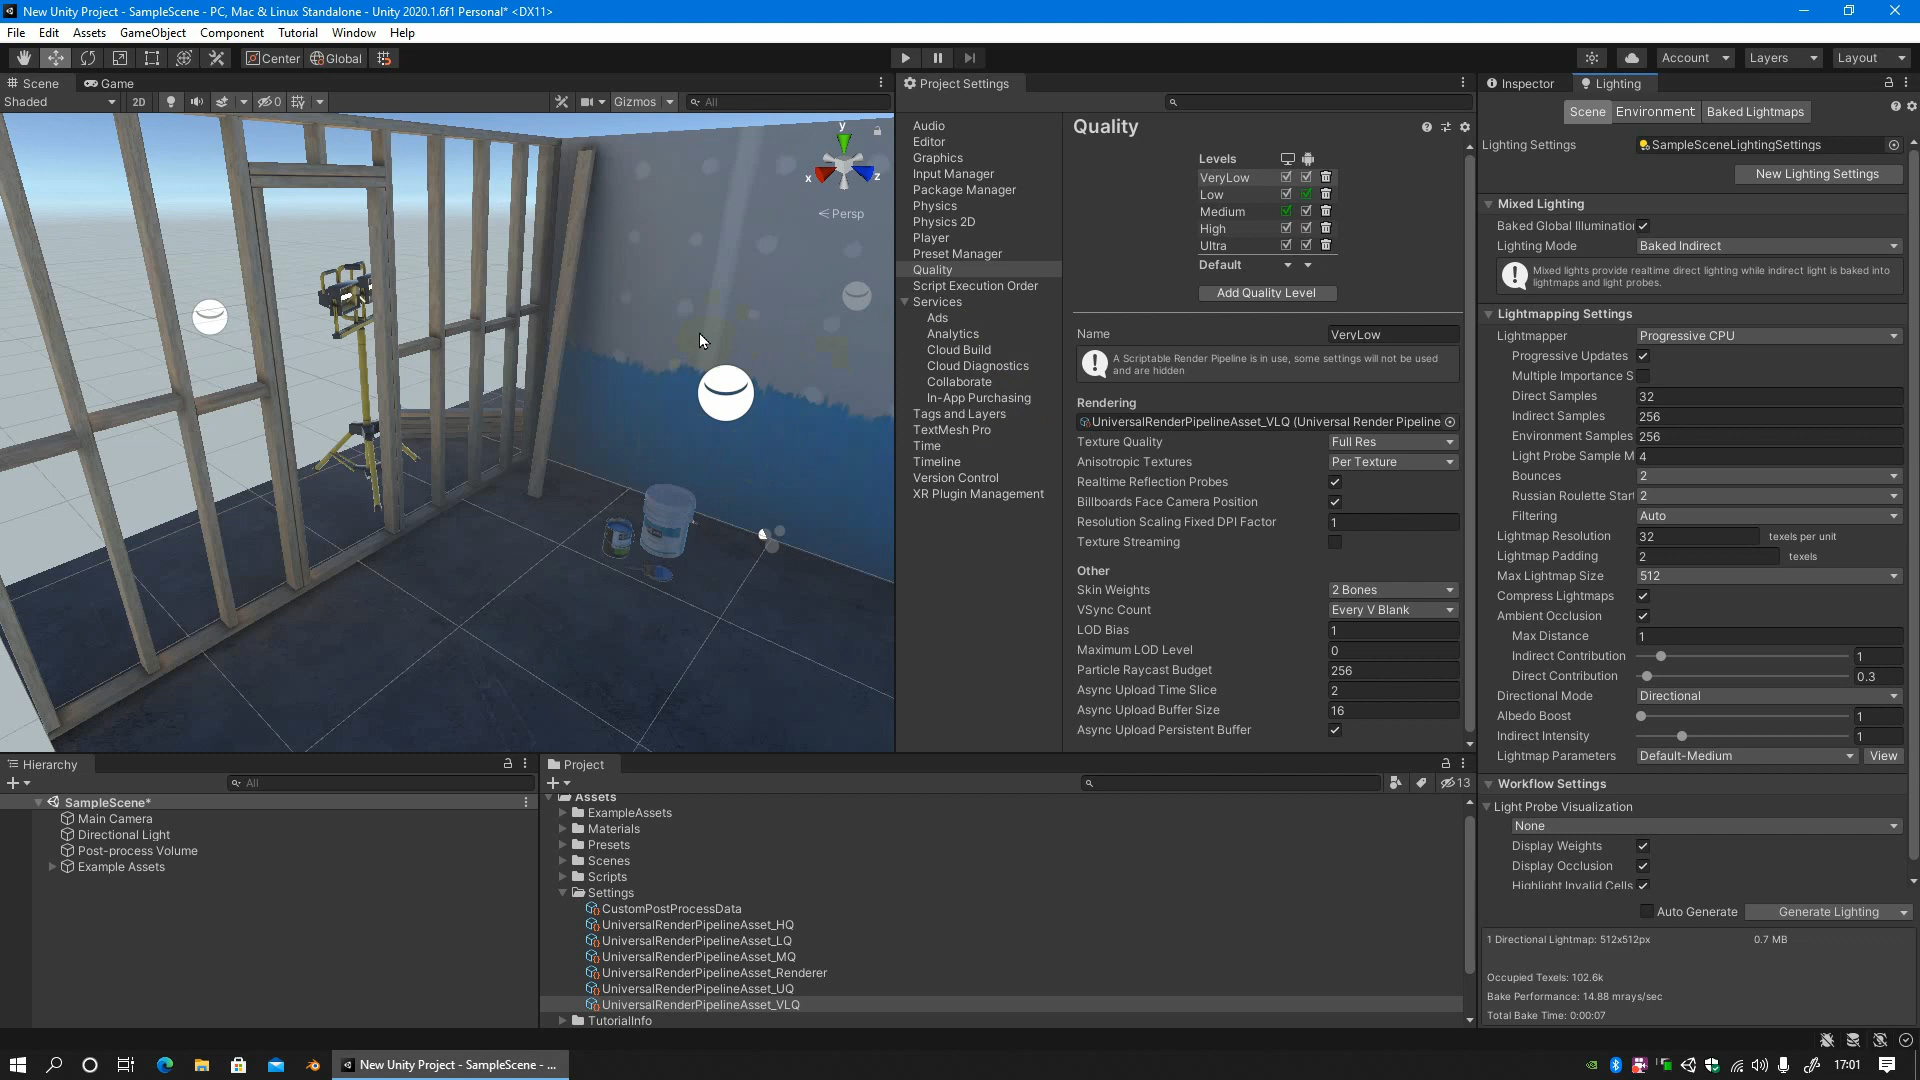 New Unity Project - SampleScene - PC, Mac & Linux Standalone - Unity 2020.1.6f1 Personal* <DX11>
File Edit Assets GameObject Component Tutorial Window Help
Center Global Account Layers Layout
Scene Game
Shaded 2D 0 Gizmos All
y
x
z
Persp
Project Settings
Audio
Editor
Graphics
Input Manager
Package Manager
Physics
Physics 2D
Player
Preset Manager
Quality
Script Execution Order
Services
Ads
Analytics
Cloud Build
Cloud Diagnostics
Collaborate
In-App Purchasing
Tags and Layers
TextMesh Pro
Time
Timeline
Version Control
XR Plugin Management
Quality
Levels
VeryLow
Low
Medium
High
Ultra
Default
Add Quality Level
Name VeryLow
A Scriptable Render Pipeline is in use, some settings will not be used
and are hidden
Rendering
UniversalRenderPipelineAsset_VLQ (Universal Render Pipeline
Texture Quality Full Res
Anisotropic Textures Per Texture
Realtime Reflection Probes
Billboards Face Camera Position
Resolution Scaling Fixed DPI Factor 1
Texture Streaming
Other
Skin Weights 2 Bones
VSync Count Every V Blank
LOD Bias 1
Maximum LOD Level 0
Particle Raycast Budget 256
Async Upload Time Slice 2
Async Upload Buffer Size 16
Async Upload Persistent Buffer
Inspector Lighting
Scene Environment Baked Lightmaps
Lighting Settings SampleSceneLightingSettings
New Lighting Settings
Mixed Lighting
Baked Global Illumination
Lighting Mode Baked Indirect
Mixed lights provide realtime direct lighting while indirect light is baked into
lightmaps and light probes.
Lightmapping Settings
Lightmapper Progressive CPU
Progressive Updates
Multiple Importance S
Direct Samples 32
Indirect Samples 256
Environment Samples 256
Light Probe Sample M 4
Bounces 2
Russian Roulette Start 2
Filtering Auto
Lightmap Resolution 32 texels per unit
Lightmap Padding 2 texels
Max Lightmap Size 512
Compress Lightmaps
Ambient Occlusion
Max Distance 1
Indirect Contribution 1
Direct Contribution 0.3
Directional Mode Directional
Albedo Boost 1
Indirect Intensity 1
Lightmap Parameters Default-Medium View
Workflow Settings
Light Probe Visualization
None
Display Weights
Display Occlusion
Highlight Invalid Cells
Auto Generate Generate Lighting
1 Directional Lightmap: 512x512px 0.7 MB
Occupied Texels: 102.6k
Bake Performance: 14.88 mrays/sec
Total Bake Time: 0:00:07
Hierarchy
All
SampleScene*
Main Camera
Directional Light
Post-process Volume
Example Assets
Project
13
Assets
ExampleAssets
Materials
Presets
Scenes
Scripts
Settings
CustomPostProcessData
UniversalRenderPipelineAsset_HQ
UniversalRenderPipelineAsset_LQ
UniversalRenderPipelineAsset_MQ
UniversalRenderPipelineAsset_Renderer
UniversalRenderPipelineAsset_UQ
UniversalRenderPipelineAsset_VLQ
TutorialInfo
New Unity Project - SampleScene - ...
17:01